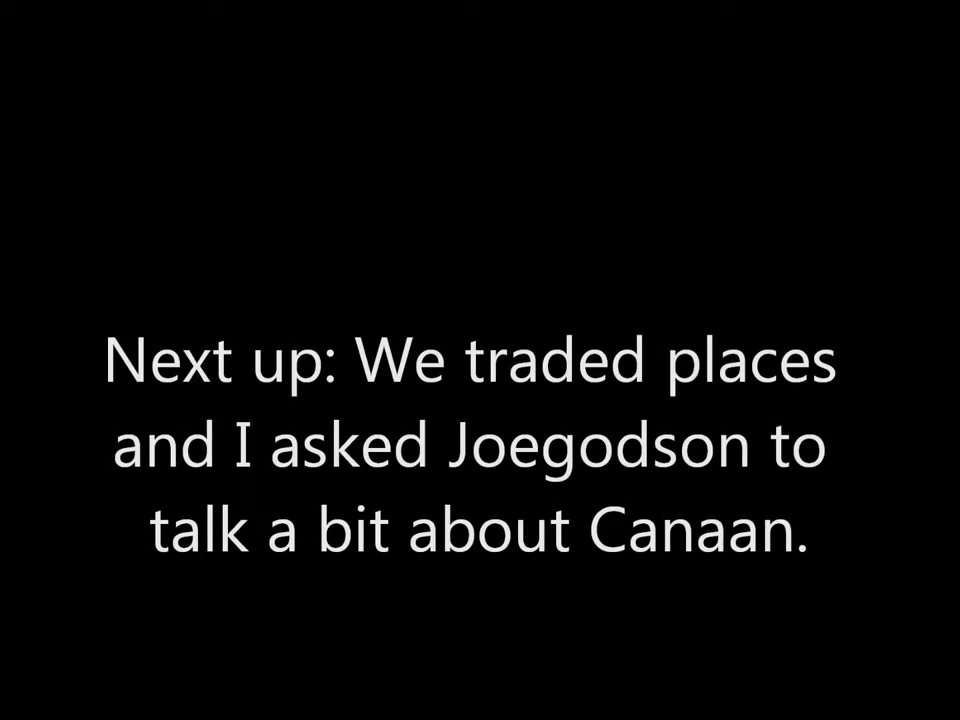 Next up: We traded places
and I asked Joegodson to
talk a bit about Canaan.